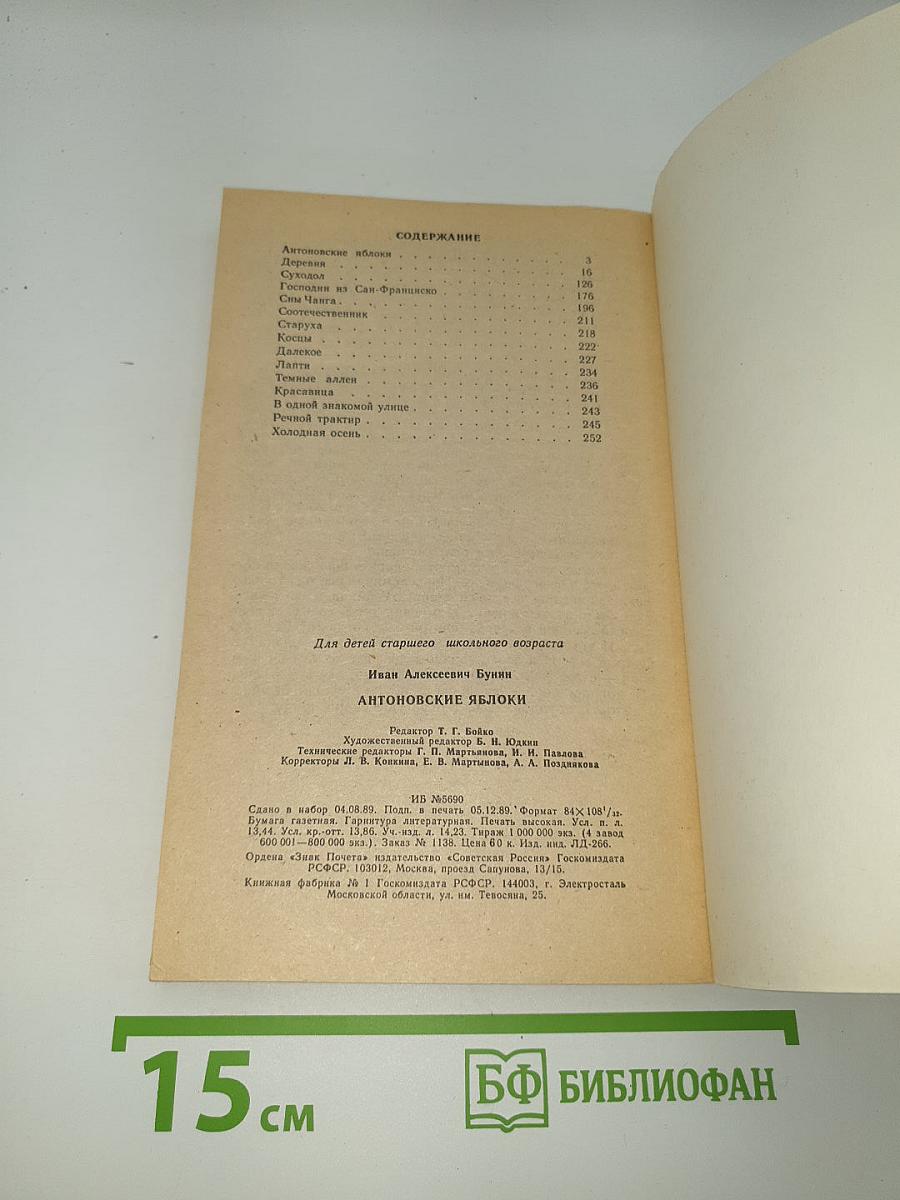 СОДЕРЖАНИЕ
Антоновские яблоки . . . . . . . . . . . 3
Деревня . . . . . . . . . . . . . . . 16
Суходол . . . . . . . . . . . . . . . 126
Господин из Сан-Франциско . . . . . . . . . 176
Сны Чанга . . . . . . . . . . . . . . 196
Соотечественник . . . . . . . . . . . . 211
Старуха . . . . . . . . . . . . . . . 218
Косцы . . . . . . . . . . . . . . . . 222
Далекое . . . . . . . . . . . . . . . 227
Лапти . . . . . . . . . . . . . . . . 234
Темные аллеи . . . . . . . . . . . . . 236
Красавица . . . . . . . . . . . . . . 241
В одной знакомой улице . . . . . . . . . . 243
Речной трактир . . . . . . . . . . . . 245
Холодная осень . . . . . . . . . . . . 252
Для детей старшего школьного возраста
Иван Алексеевич Бунин
АНТОНОВСКИЕ ЯБЛОКИ
Редактор Т. Г. Бойко
Художественный редактор Б. Н. Юдкин
Технические редакторы Г. П. Мартьянова, И. И. Павлова
Корректоры Л. В. Конкина, Е. В. Мартынова, А. А. Позднякова
ИБ №5690
Сдано в набор 04.08.89. Подп. в печать 05.12.89. Формат 84×108 1/32.
Бумага газетная. Гарнитура литературная. Печать высокая. Усл. п. л.
13,44. Усл. кр.-отт. 13,86. Уч.-изд. л. 14,23. Тираж 1 000 000 экз. (4 завод
600 001—800 000 экз.). Заказ № 1138. Цена 60 к. Изд. инд. ЛД-266.
Ордена «Знак Почета» издательство «Советская Россия» Госкомиздата
РСФСР. 103012, Москва, проезд Сапунова, 13/15.
Книжная фабрика № 1 Госкомиздата РСФСР. 144003, г. Электросталь
Московской области, ул. им. Тевосяна, 25.
15 см
БФ БИБЛИОФАН